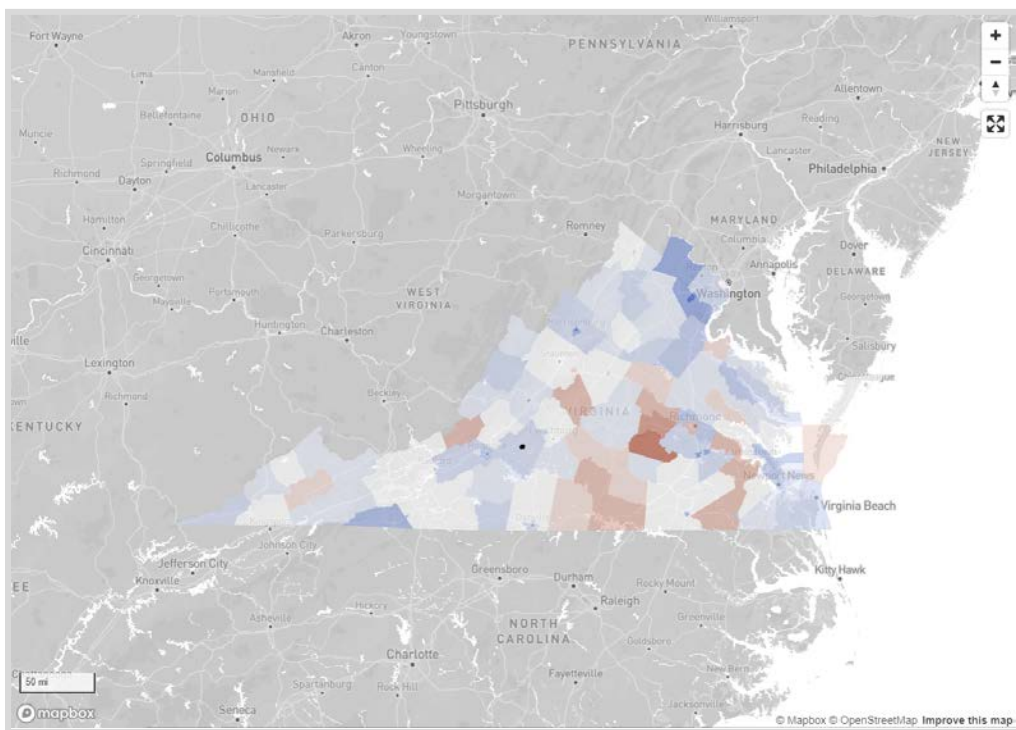 Williamsport
Fort Wayne
Akron
Youngstown
PENNSYLVANIA
Lima
Mansfield
Canton
Allentown
Marion
Pittsburgh
Bellefontaine
OHIO
Harrisburg
Reading
NEW
JERSEY
Muncie
Columbus
Newark
Wheeling
Lancaster
Springfield
Philadelphia
Richmond
Dayton
Lancaster
Morgantown
Hamilton
Chillicothe
Parkersburg
Romney
MARYLAND
Columbia
Dover
Cincinnati
Annapolis
DELAWARE
Georgetown
Portsmouth
WEST
VIRGINIA
Washington
Georgetown
Maysville
Huntington
Charleston
Salisbury
Lexington
Richmond
Beckley
VIRGINIA
Richmond
KENTUCKY
Newport News
Virginia Beach
Johnson City
Jefferson City
Kitty Hawk
Knoxville
Greensboro
Durham
Rocky Mount
Raleigh
Greenville
Asheville
Hickory
NORTH
CAROLINA
Goldsboro
Charlotte
Fayetteville
New Bern
50 mi
Spartanburg
Rock Hill
Seneca
Jacksonville
mapbox
© Mapbox © OpenStreetMap Improve this map